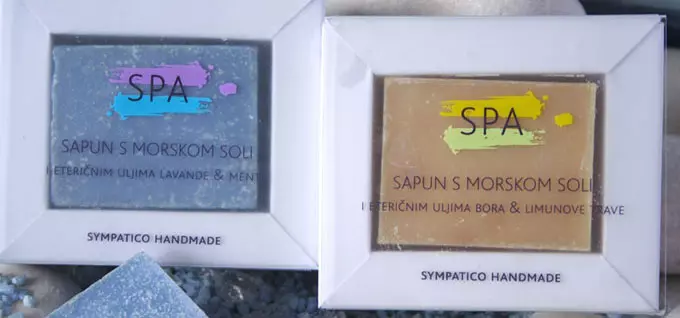 SPA
SAPUN S MORSKOM SOLI
I ETERIČNIM ULJIMA LAVANDE &
SYMPATICO HANDMADE
SPA
SAPUN S MORSKOM SOLI
I ETERIČNIM ULJIMA BORA & LIMUNOVE TRAVE
SYMPATICO HANDMADE